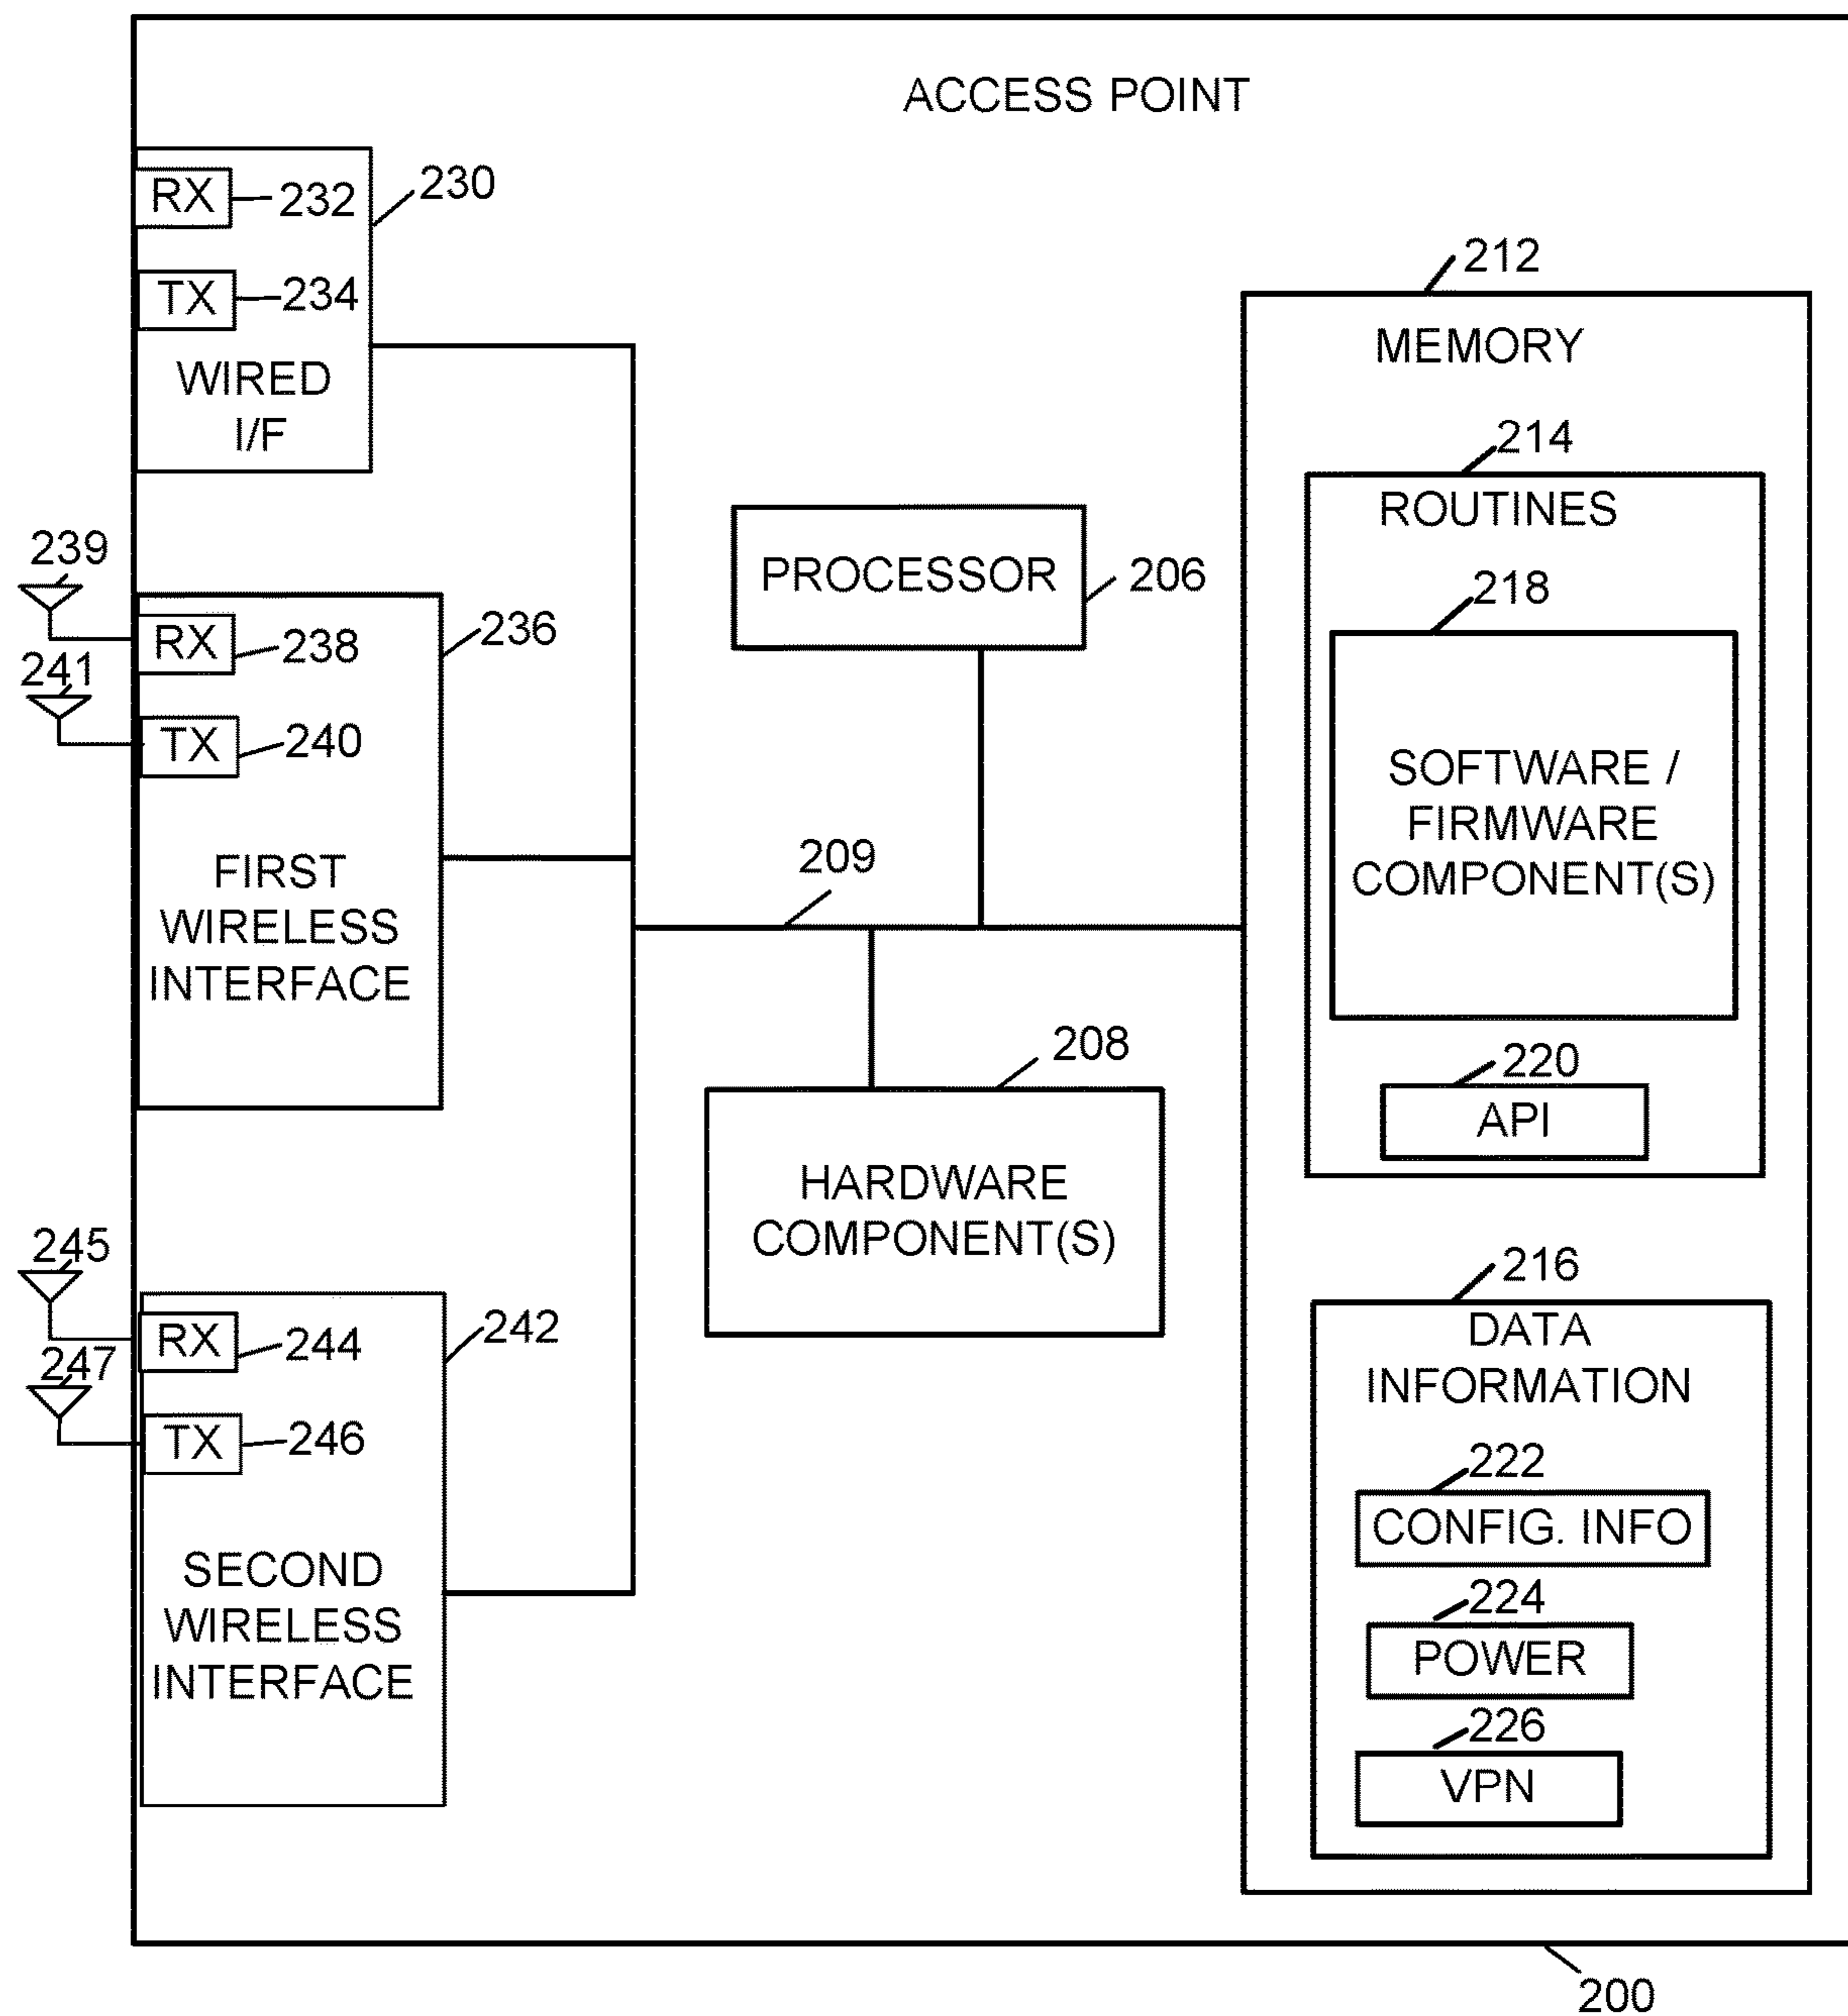 ACCESS POINT
RX
232
230
TX
234
WIRED
I/F
239
RX
238
236
241
TX
240
FIRST
WIRELESS
INTERFACE
245
RX
244
242
247
TX
246
SECOND
WIRELESS
INTERFACE
PROCESSOR
206
209
208
HARDWARE
COMPONENT(S)
212
MEMORY
214
ROUTINES
218
SOFTWARE /
FIRMWARE
COMPONENT(S)
220
API
216
DATA
INFORMATION
222
CONFIG. INFO
224
POWER
226
VPN
200